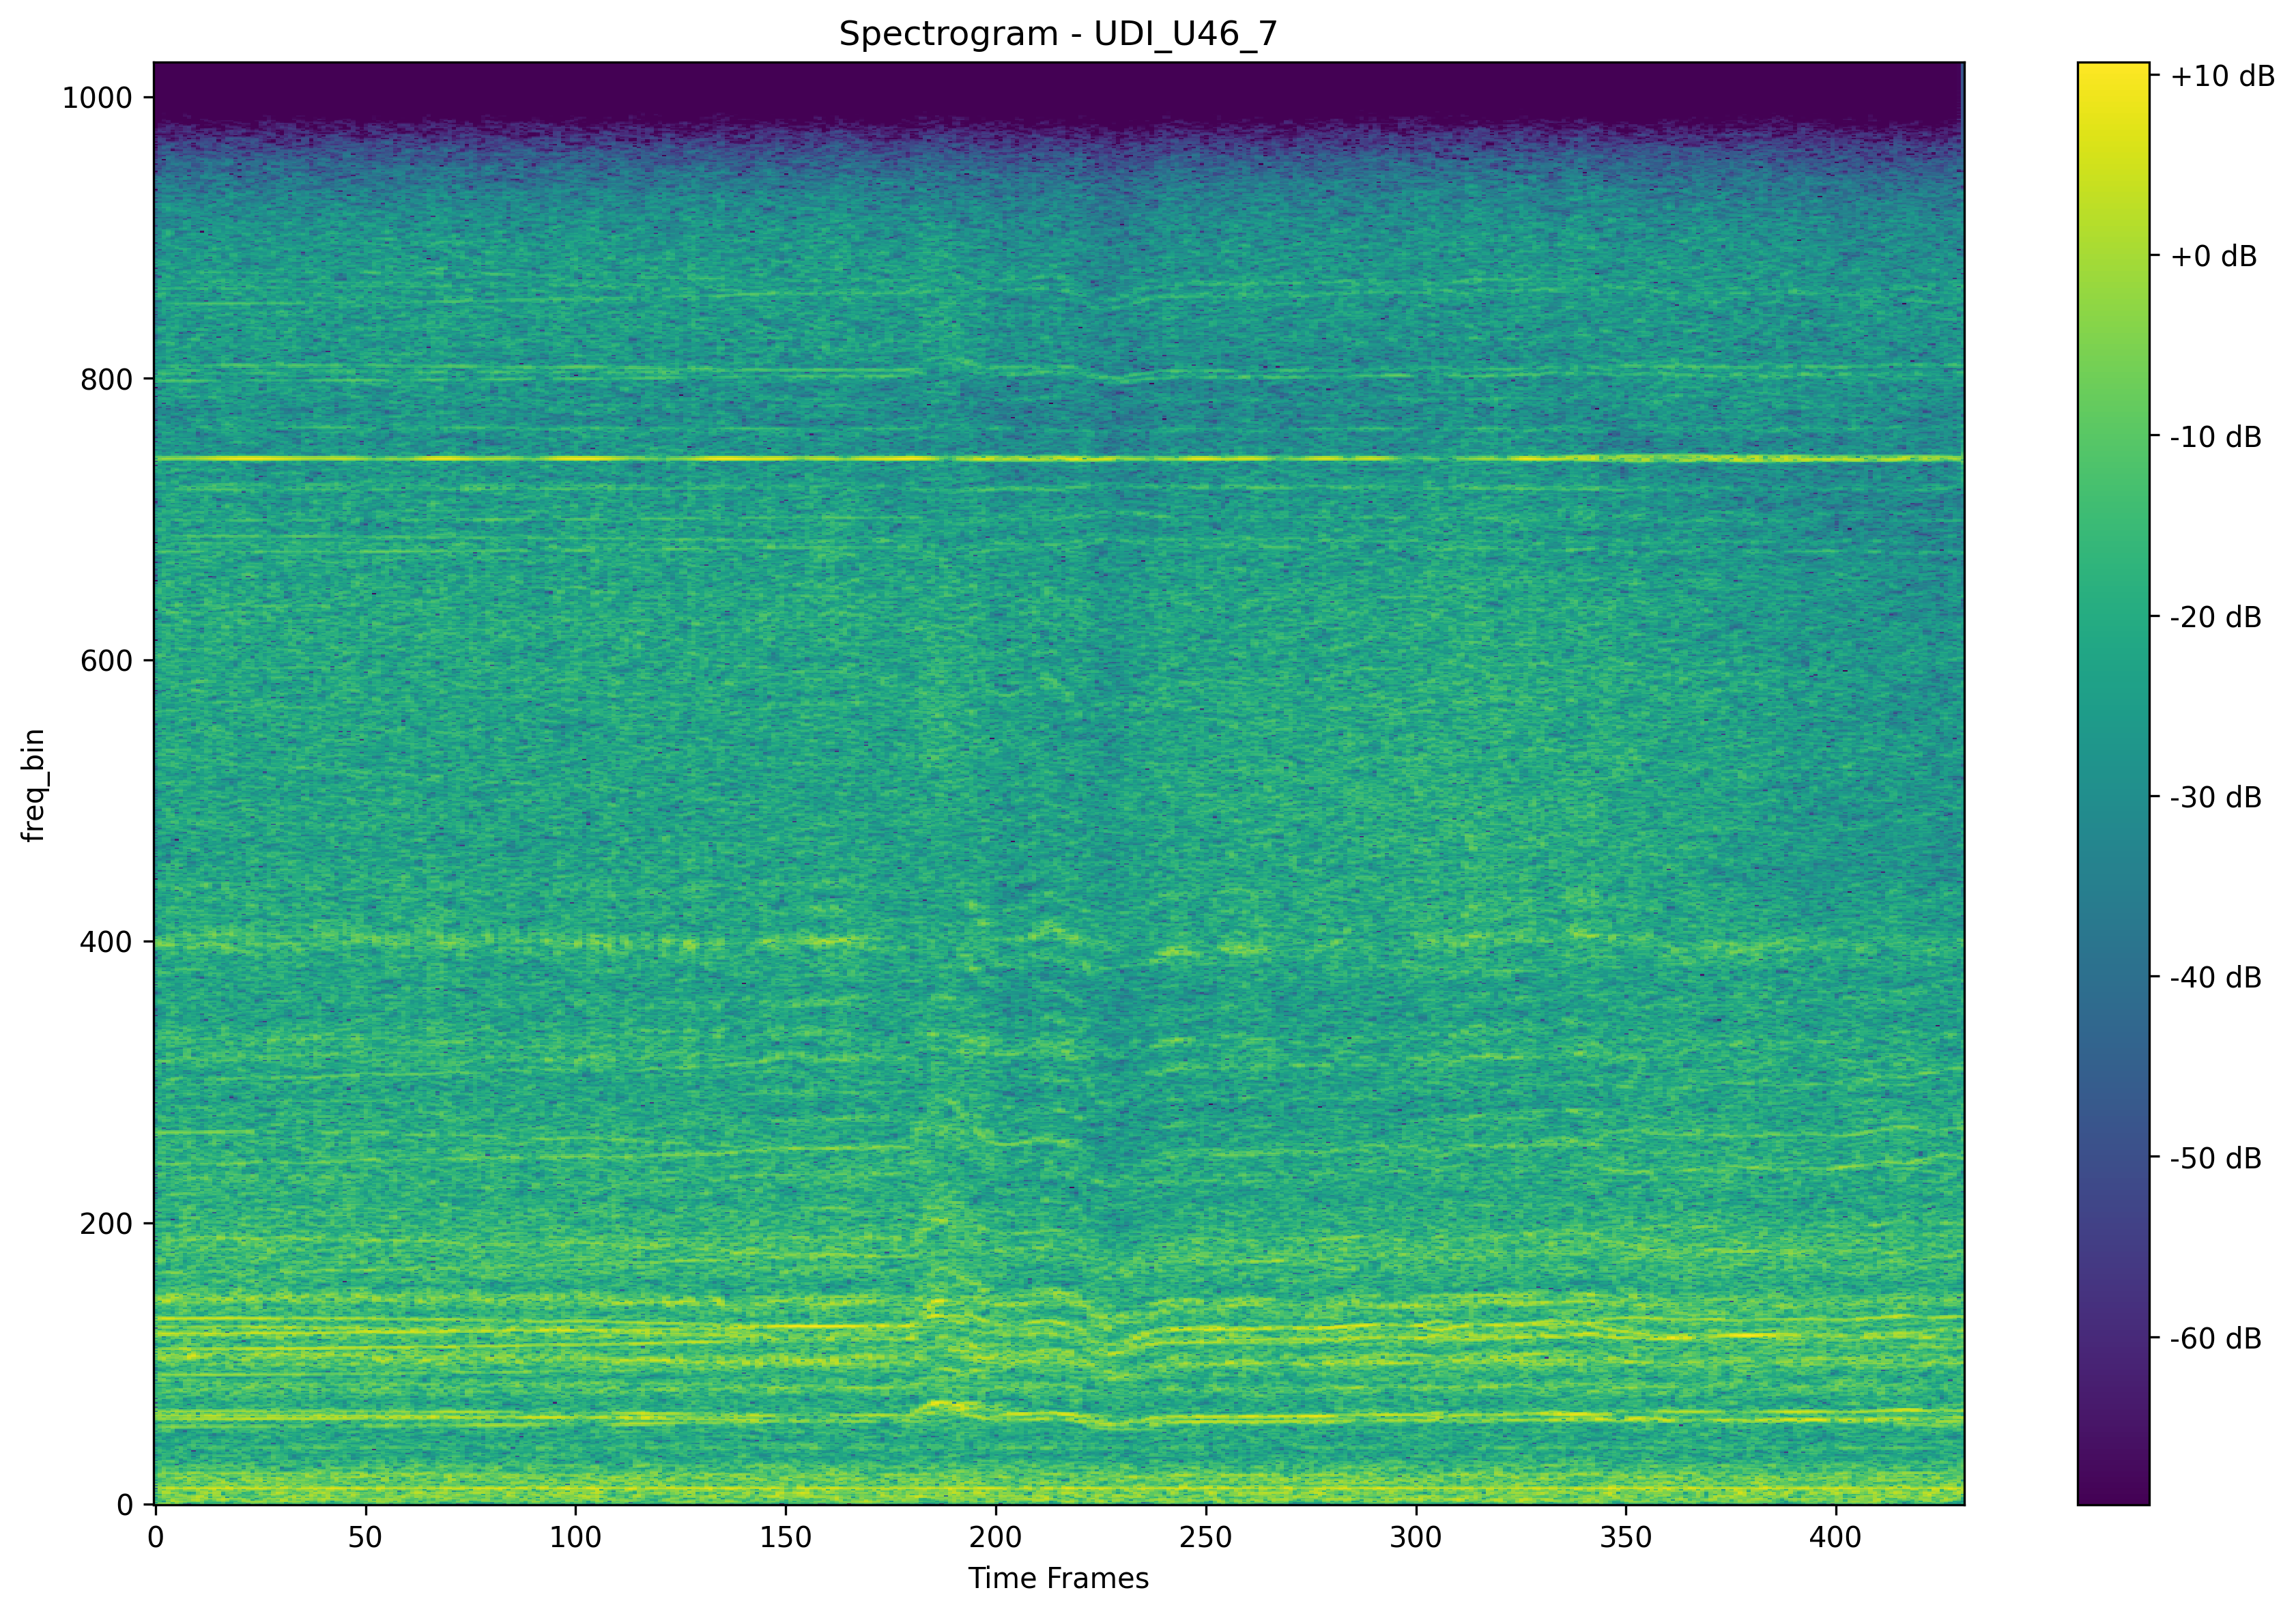 Spectrogram - UDI_U46_7
freq_bin
1000
800
600
400
200
0
0 50 100 150 200 250 300 350 400
Time Frames
+10 dB
+0 dB
-10 dB
-20 dB
-30 dB
-40 dB
-50 dB
-60 dB